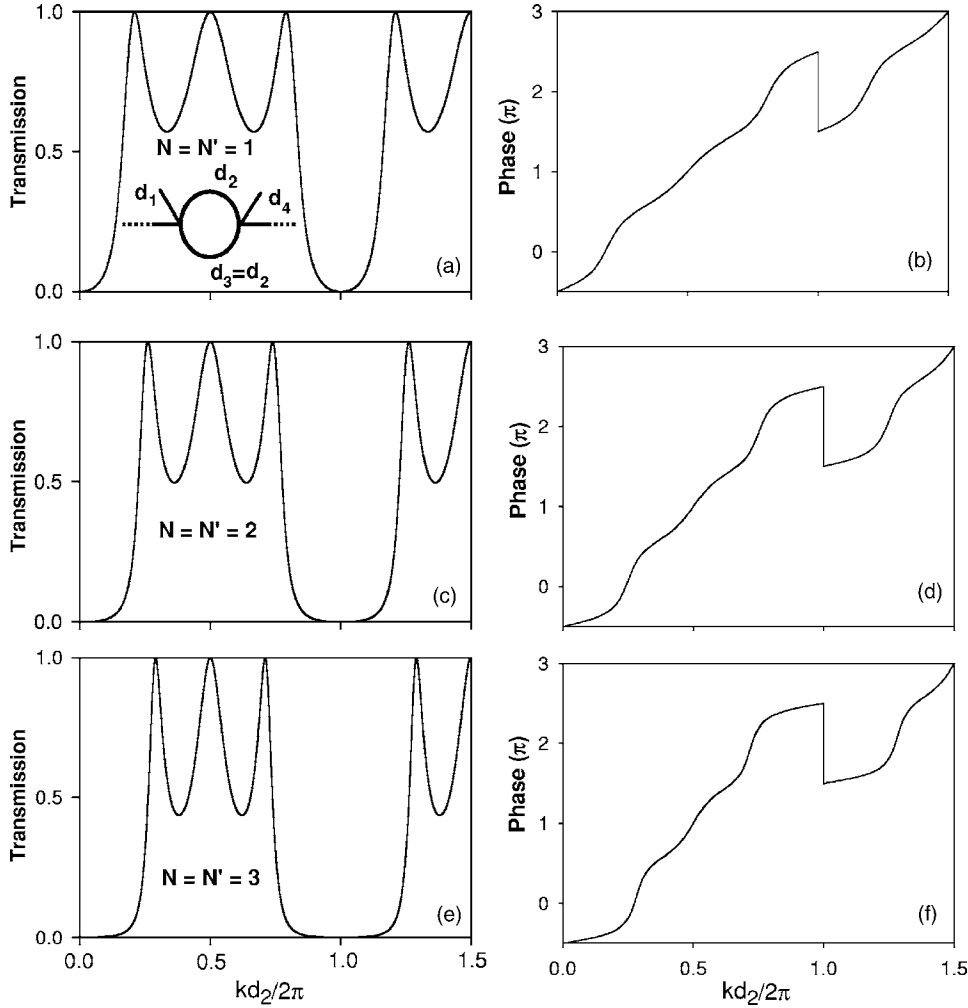 1.0
0.5
0.0
Transmission
N = N' = 1
d1
d2
d4
d3=d2
(a)
3
2
1
0
Phase (π)
(b)
1.0
0.5
0.0
Transmission
N = N' = 2
(c)
3
2
1
0
Phase (π)
(d)
1.0
0.5
0.0
Transmission
N = N' = 3
(e)
0.0
0.5
1.0
1.5
kd2/2π
3
2
1
0
Phase (π)
(f)
0.0
0.5
1.0
1.5
kd2/2π